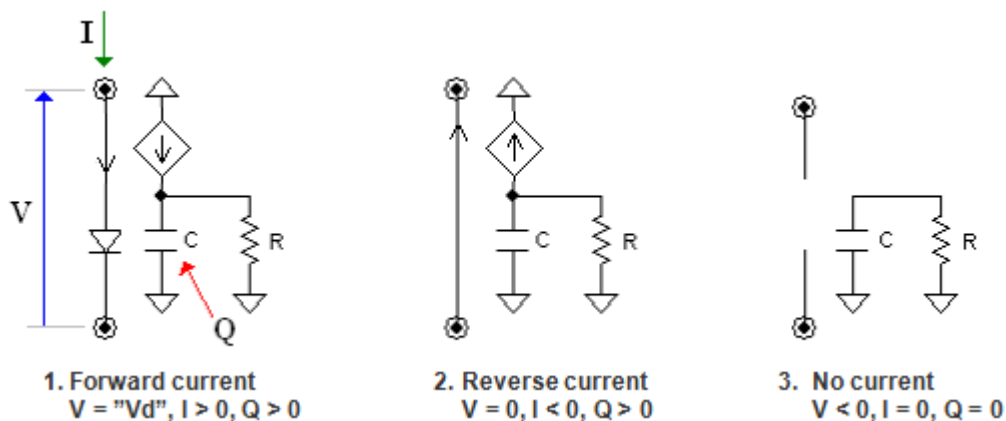 I
V
C
R
Q
C
R
C
R
1. Forward current
V = ”Vd”, I > 0, Q > 0
2. Reverse current
V = 0, I < 0, Q > 0
3. No current
V < 0, I = 0, Q = 0